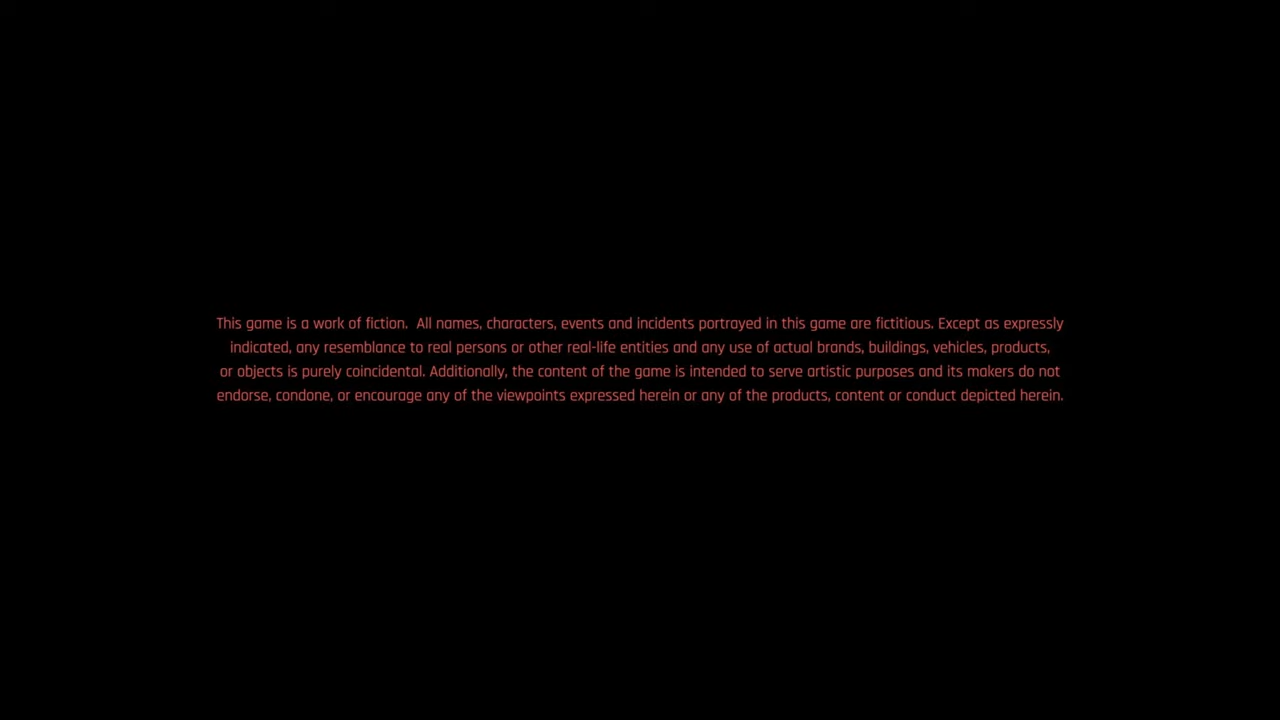 This game is a work of fiction.  All names, characters, events and incidents portrayed in this game are fictitious. Except as expressly
indicated, any resemblance to real persons or other real-life entities and any use of actual brands, buildings, vehicles, products,
or objects is purely coincidental. Additionally, the content of the game is intended to serve artistic purposes and its makers do not
endorse, condone, or encourage any of the viewpoints expressed herein or any of the products, content or conduct depicted herein.